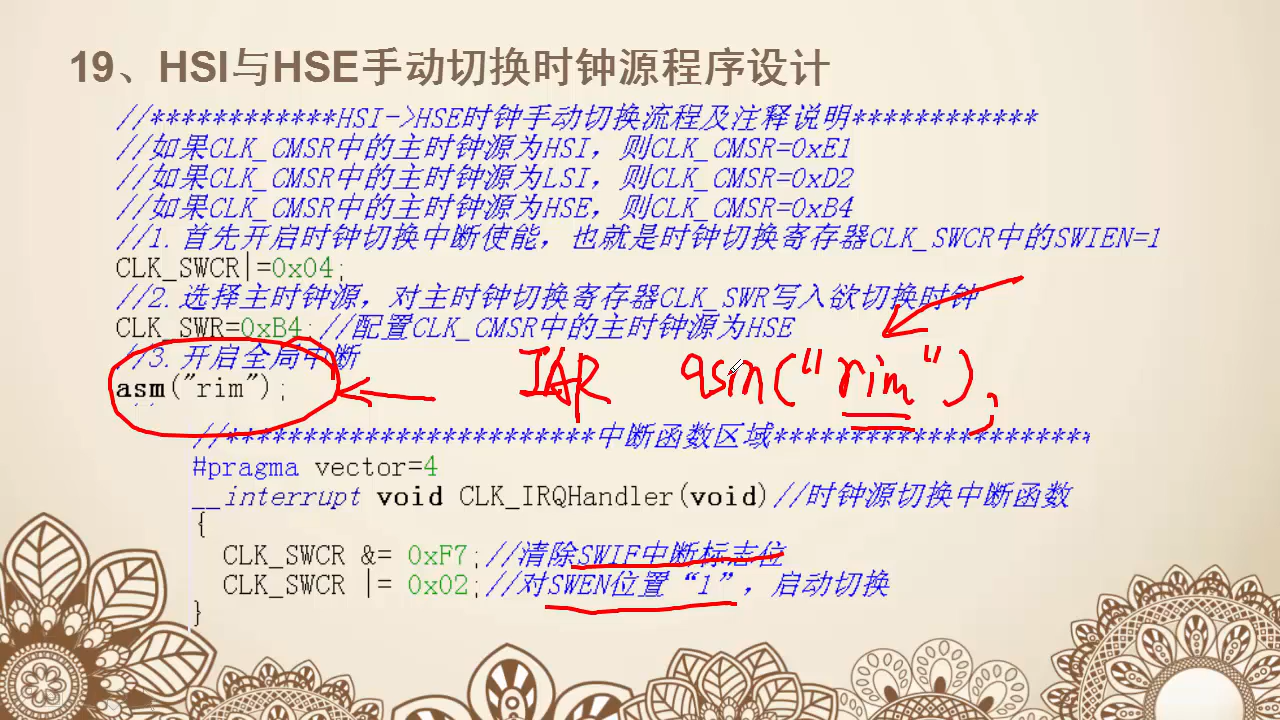 19、HSI与HSE手动切换时钟源程序设计
//*************HSI->HSE时钟手动切换流程及注释说明*************
//如果CLK_CMSR中的主时钟源为HSI，则CLK_CMSR=0xE1
//如果CLK_CMSR中的主时钟源为LSI，则CLK_CMSR=0xD2
//如果CLK_CMSR中的主时钟源为HSE，则CLK_CMSR=0xB4
//1.首先开启时钟切换中断使能，也就是时钟切换寄存器CLK_SWCR中的SWIEN=1
CLK_SWCR|=0x04;
//2.选择主时钟源，对主时钟切换寄存器CLK_SWR写入欲切换时钟
CLK_SWR=0xB4;//配置CLK_CMSR中的主时钟源为HSE
//3.开启全局中断
asm("rim");
IAR asm("rim");
//*************************中断函数区域**********************
#pragma vector=4
__interrupt void CLK_IRQHandler(void)//时钟源切换中断函数
{
CLK_SWCR &= 0xF7;//清除SWIF中断标志位
CLK_SWCR |= 0x02;//对SWEN位置“1”，启动切换
}